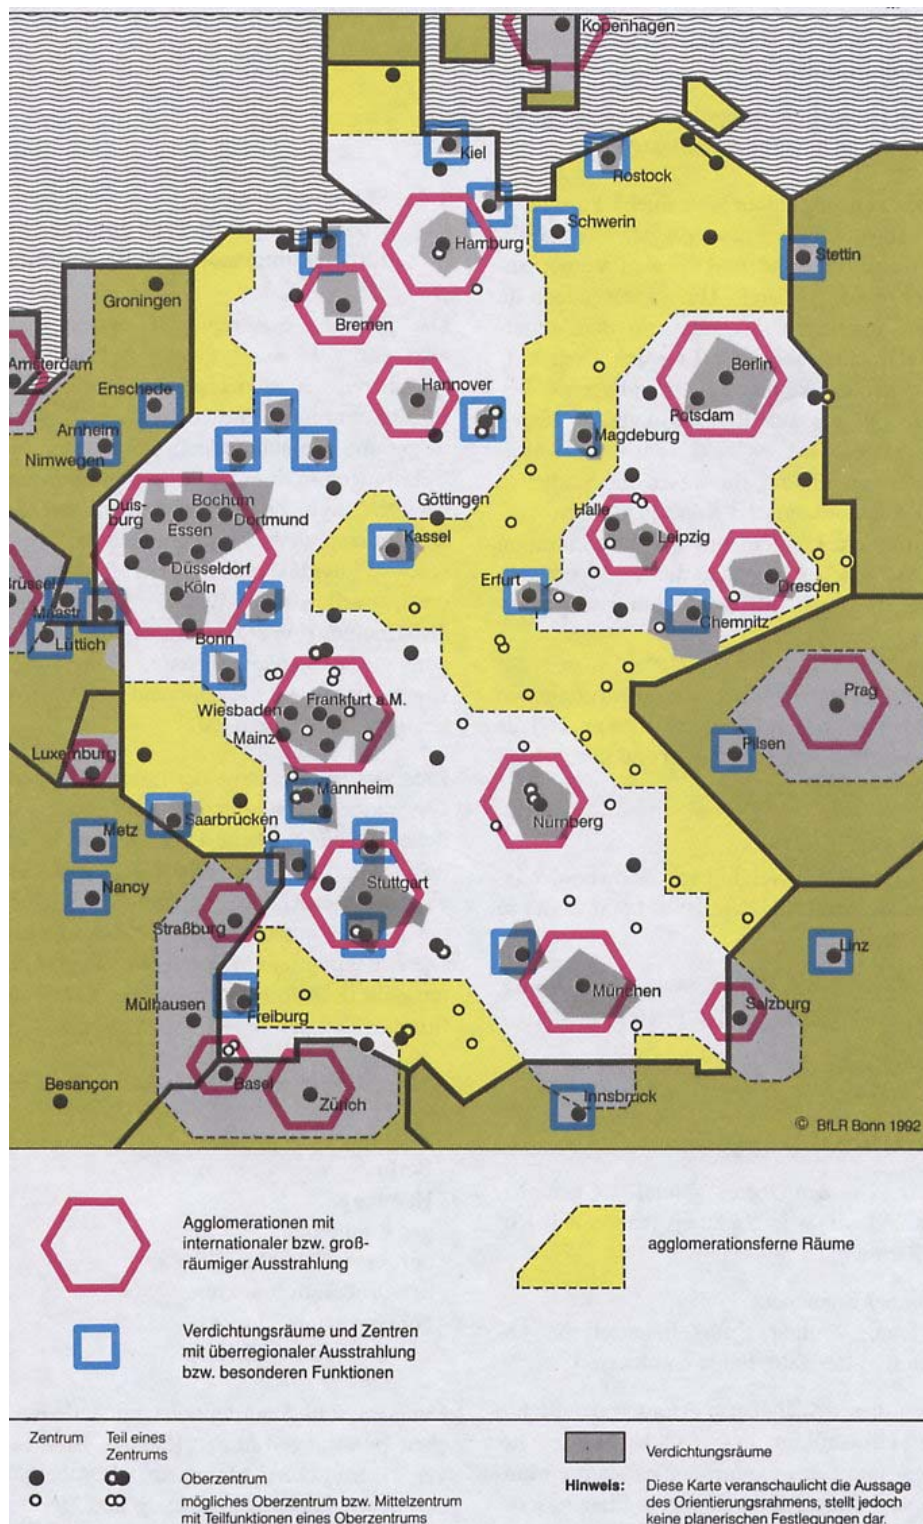 Kopenhagen
Kiel
Rostock
Schwerin
Hamburg
Stettin
Groningen
Bremen
Amsterdam
Berlin
Hannover
Enschede
Potsdam
Arnheim
Magdeburg
Nimwegen
Göttingen
Duis-
burg
Bochum
Dortmund
Essen
Halle
Kassel
Leipzig
Düsseldorf
Erfurt
Dresden
Brüssel
Köln
Maastr.
Chemnitz
Lüttich
Bonn
Wiesbaden
Frankfurt a.M.
Prag
Mainz
Luxemburg
Pilsen
Mannheim
Saarbrücken
Nürnberg
Metz
Stuttgart
Nancy
Straßburg
Linz
München
Mülhausen
Freiburg
Salzburg
Basel
Besançon
Zürich
Innsbruck
© BfLR Bonn 1992
Agglomerationen mit
internationaler bzw. groß-
räumiger Ausstrahlung
agglomerationsferne Räume
Verdichtungsräume und Zentren
mit überregionaler Ausstrahlung
bzw. besonderen Funktionen
Zentrum
Teil eines
Zentrums
Oberzentrum
mögliches Oberzentrum bzw. Mittelzentrum
mit Teilfunktionen eines Oberzentrums
Verdichtungsräume
Hinweis: Diese Karte veranschaulicht die Aussage
des Orientierungsrahmens, stellt jedoch
keine planerischen Festlegungen dar.